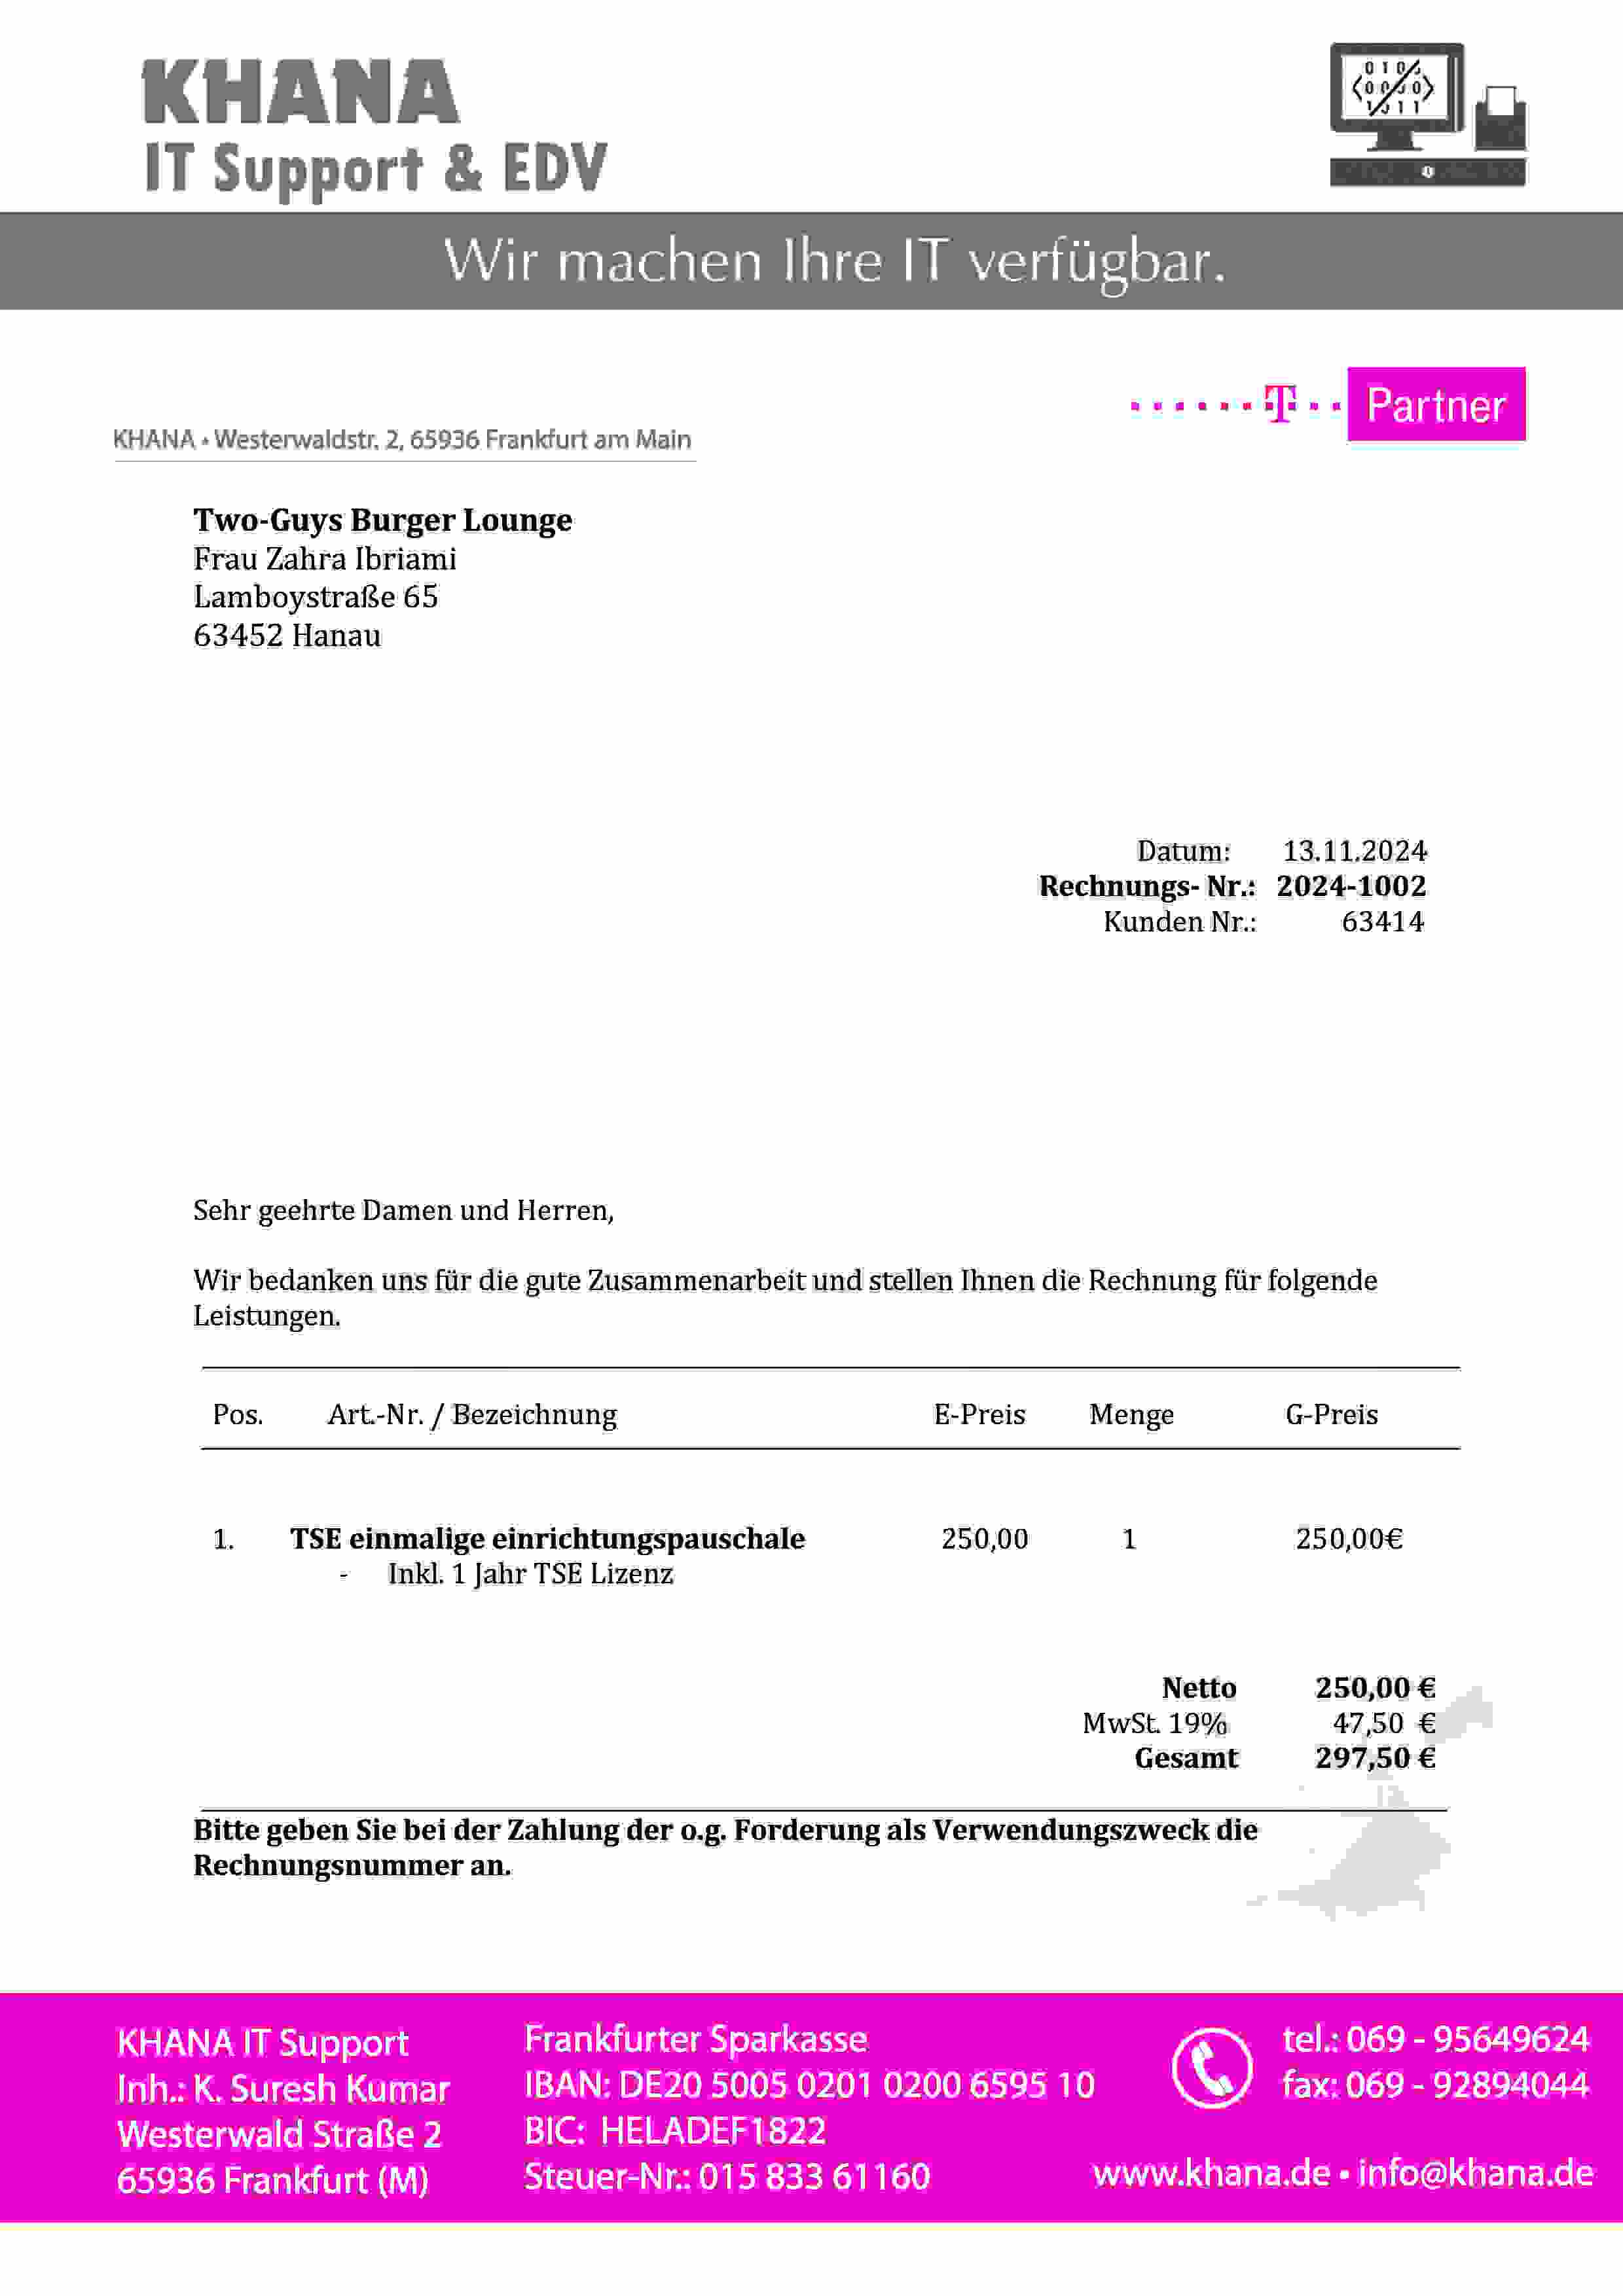 KHANA
IT Support & EDV
Wir machen Ihre IT verfügbar.
T Partner
KHANA • Westerwaldstr. 2, 65936 Frankfurt am Main
Two-Guys Burger Lounge
Frau Zahra Ibriami
Lamboystraße 65
63452 Hanau
Datum: 13.11.2024
Rechnungs- Nr.: 2024-1002
Kunden Nr.: 63414
Sehr geehrte Damen und Herren,
Wir bedanken uns für die gute Zusammenarbeit und stellen Ihnen die Rechnung für folgende
Leistungen.
Pos. Art.-Nr. / Bezeichnung E-Preis Menge G-Preis
1. TSE einmalige einrichtungspauschale 250,00 1 250,00€
- Inkl. 1 Jahr TSE Lizenz
Netto 250,00 €
MwSt. 19% 47,50 €
Gesamt 297,50 €
Bitte geben Sie bei der Zahlung der o.g. Forderung als Verwendungszweck die
Rechnungsnummer an.
KHANA IT Support
Inh.: K. Suresh Kumar
Westerwald Straße 2
65936 Frankfurt (M)
Frankfurter Sparkasse
IBAN: DE20 5005 0201 0200 6595 10
BIC: HELADEF1822
Steuer-Nr.: 015 833 61160
tel.: 069 - 95649624
fax: 069 - 92894044
www.khana.de • info@khana.de